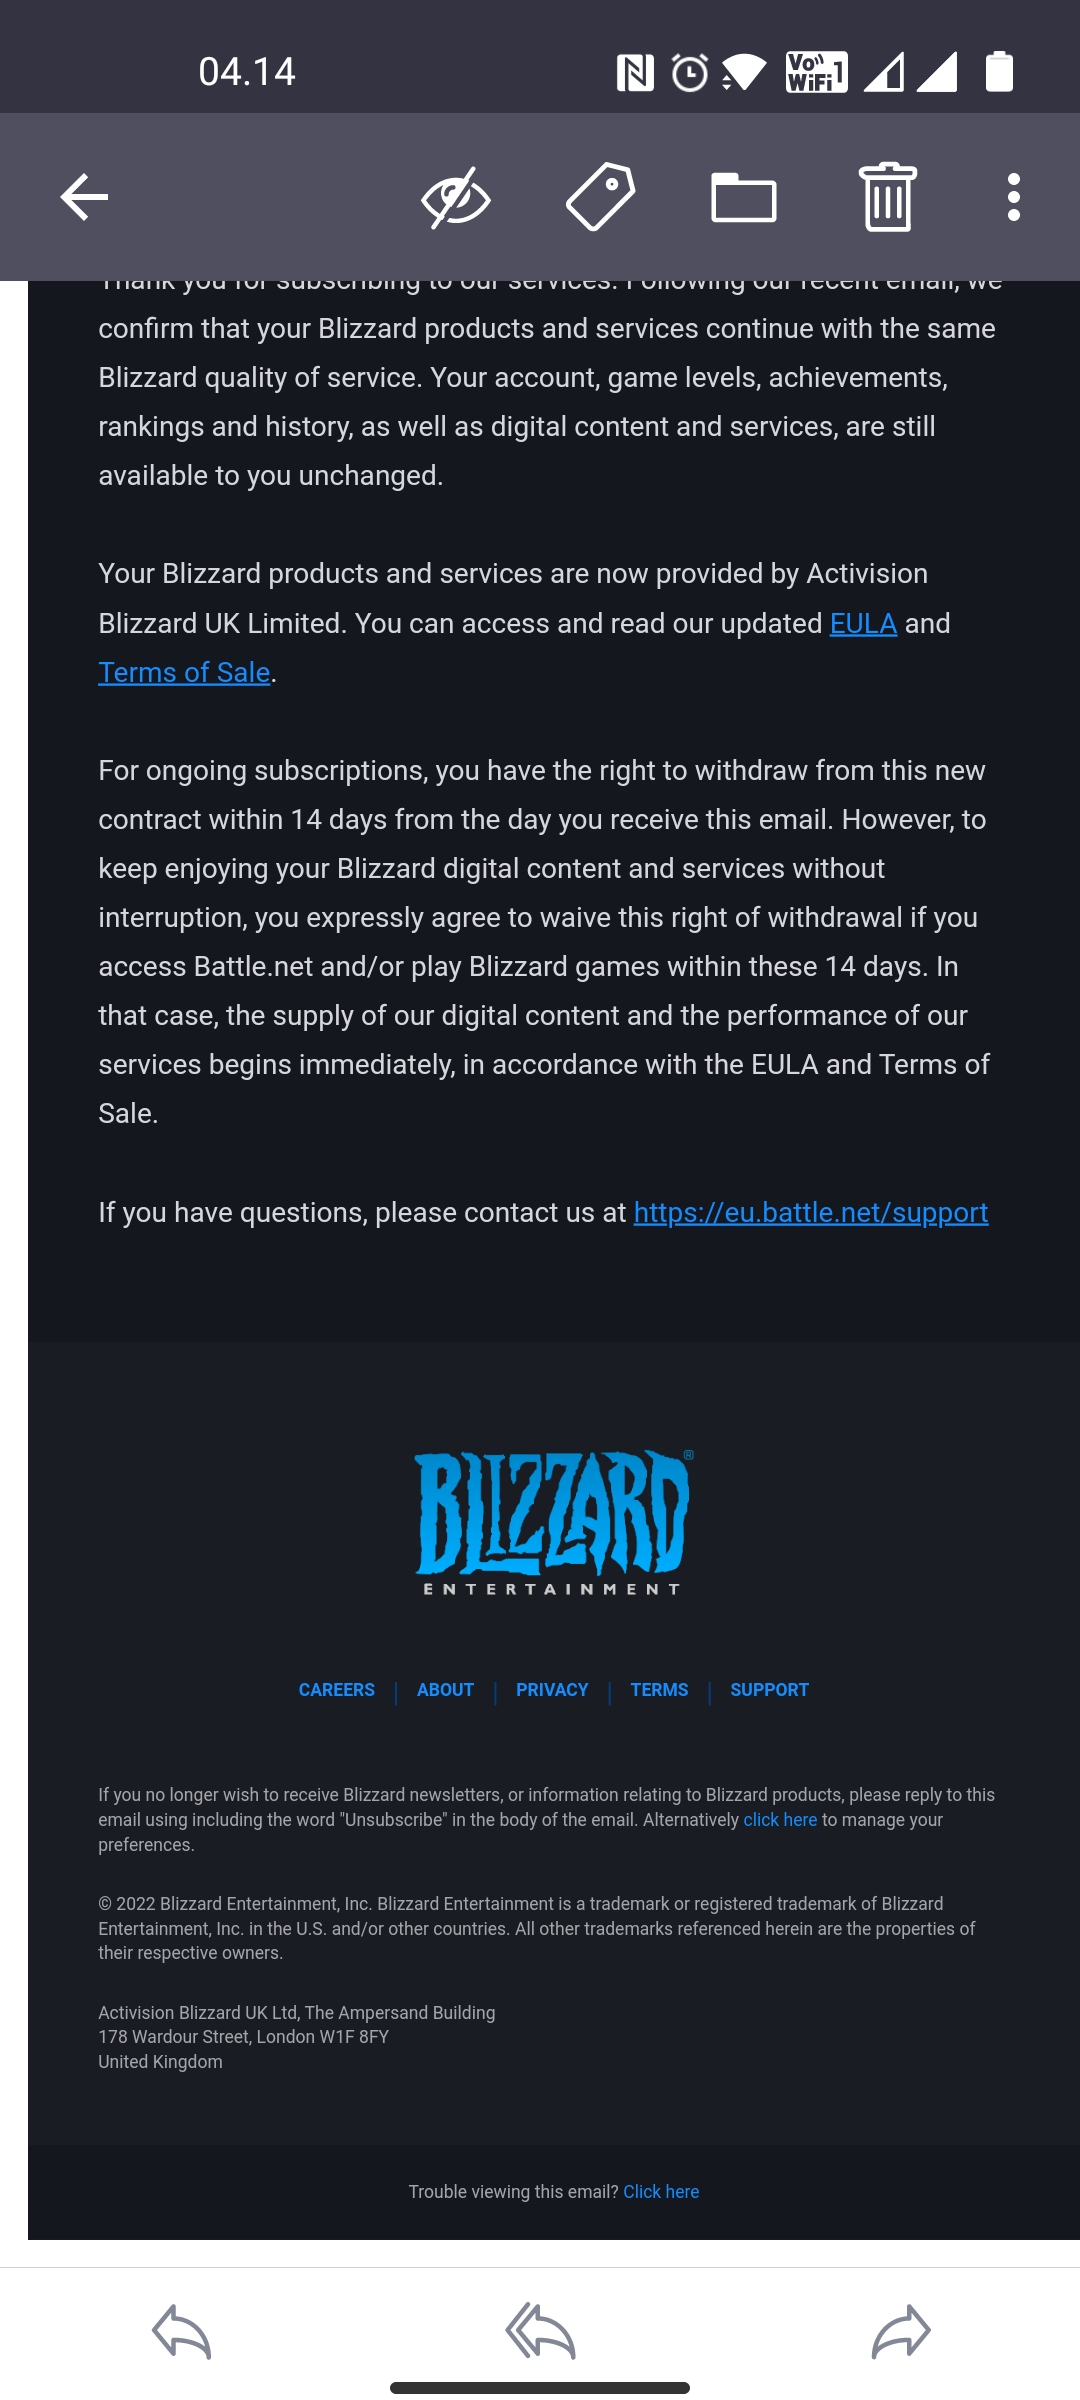 04.14
Vo WiFi 1
Thank you for subscribing to our services. Following our recent email, we
confirm that your Blizzard products and services continue with the same
Blizzard quality of service. Your account, game levels, achievements,
rankings and history, as well as digital content and services, are still
available to you unchanged.
Your Blizzard products and services are now provided by Activision
Blizzard UK Limited. You can access and read our updated EULA and
Terms of Sale.
For ongoing subscriptions, you have the right to withdraw from this new
contract within 14 days from the day you receive this email. However, to
keep enjoying your Blizzard digital content and services without
interruption, you expressly agree to waive this right of withdrawal if you
access Battle.net and/or play Blizzard games within these 14 days. In
that case, the supply of our digital content and the performance of our
services begins immediately, in accordance with the EULA and Terms of
Sale.
If you have questions, please contact us at https://eu.battle.net/support
BLIZZARD®
ENTERTAINMENT
CAREERS | ABOUT | PRIVACY | TERMS | SUPPORT
If you no longer wish to receive Blizzard newsletters, or information relating to Blizzard products, please reply to this
email using including the word "Unsubscribe" in the body of the email. Alternatively click here to manage your
preferences.
© 2022 Blizzard Entertainment, Inc. Blizzard Entertainment is a trademark or registered trademark of Blizzard
Entertainment, Inc. in the U.S. and/or other countries. All other trademarks referenced herein are the properties of
their respective owners.
Activision Blizzard UK Ltd, The Ampersand Building
178 Wardour Street, London W1F 8FY
United Kingdom
Trouble viewing this email? Click here